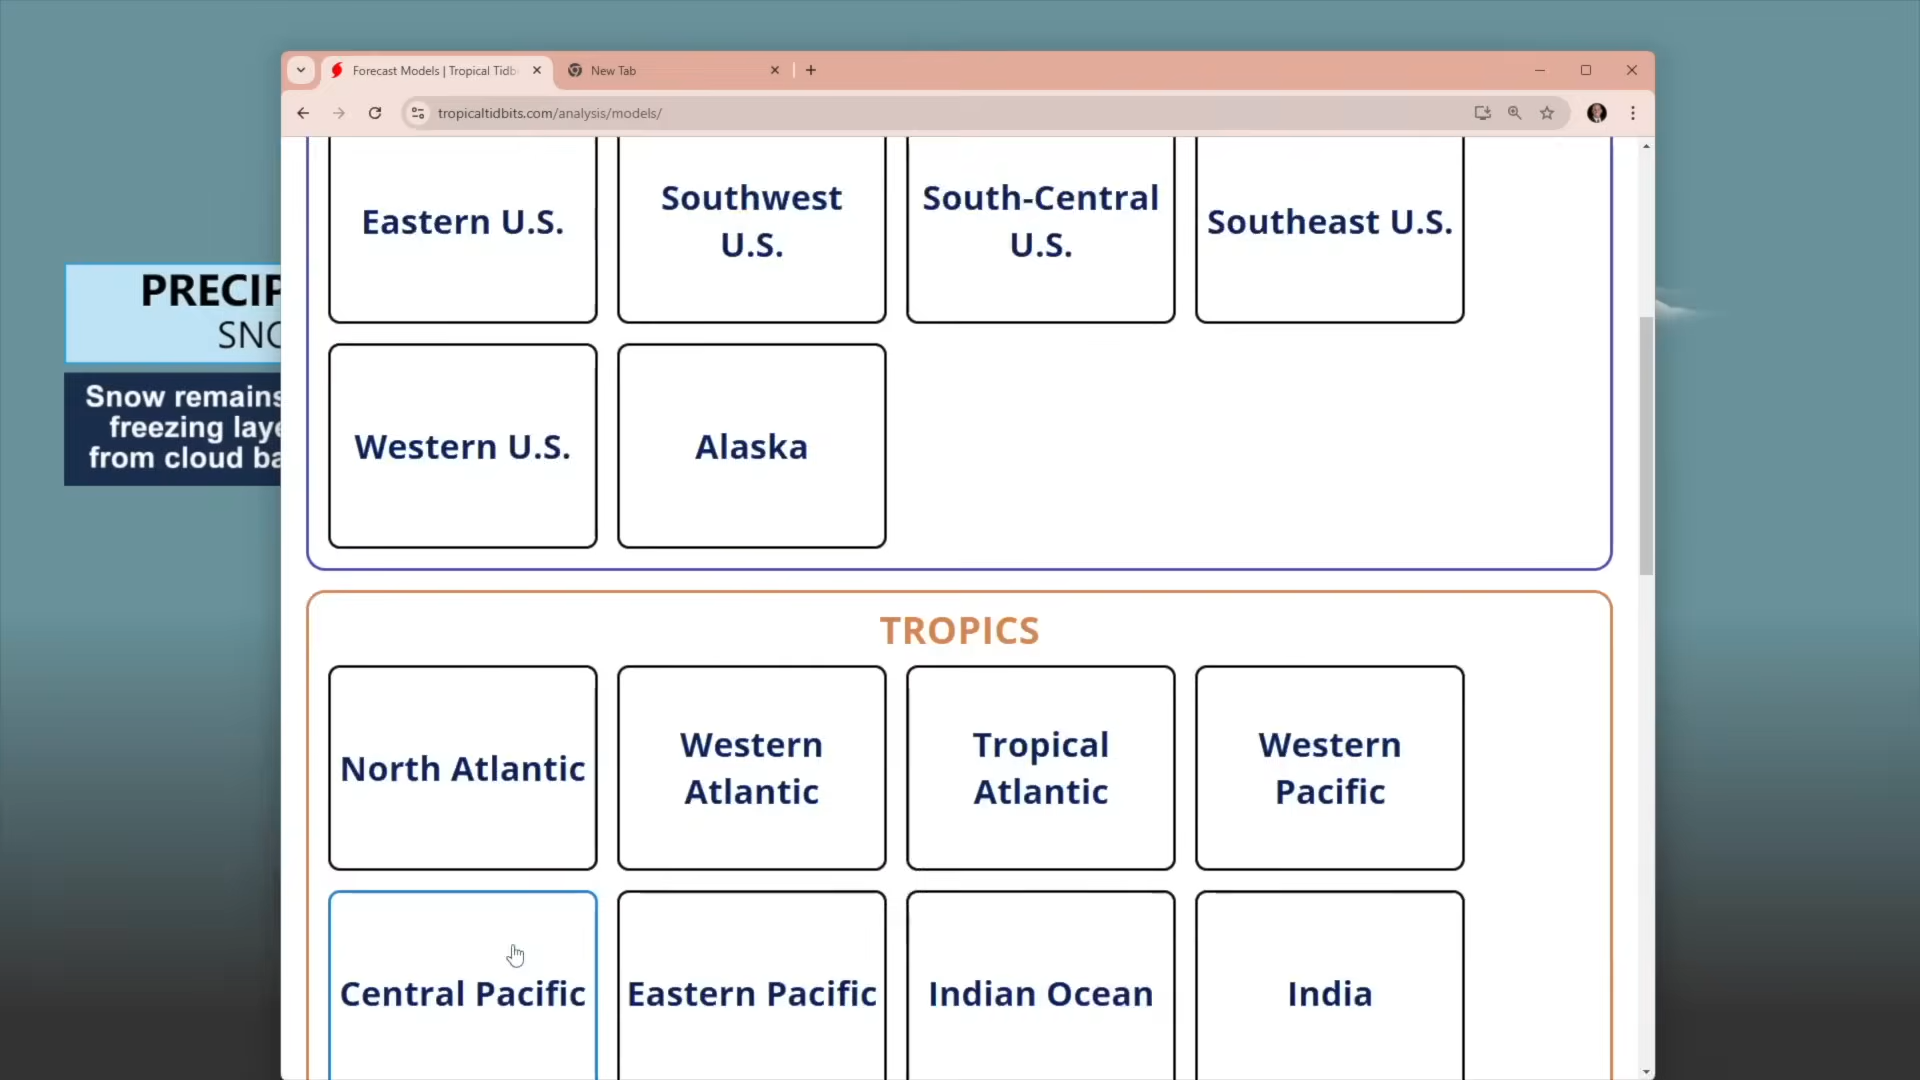 Forecast Models | Tropical Tidb
New Tab
tropicaltidbits.com/analysis/models/
PRECIP
SNO
Snow remains
freezing laye
from cloud ba
Eastern U.S.
Southwest
U.S.
South-Central
U.S.
Southeast U.S.
Western U.S.
Alaska
TROPICS
North Atlantic
Western
Atlantic
Tropical
Atlantic
Western
Pacific
Central Pacific
Eastern Pacific
Indian Ocean
India